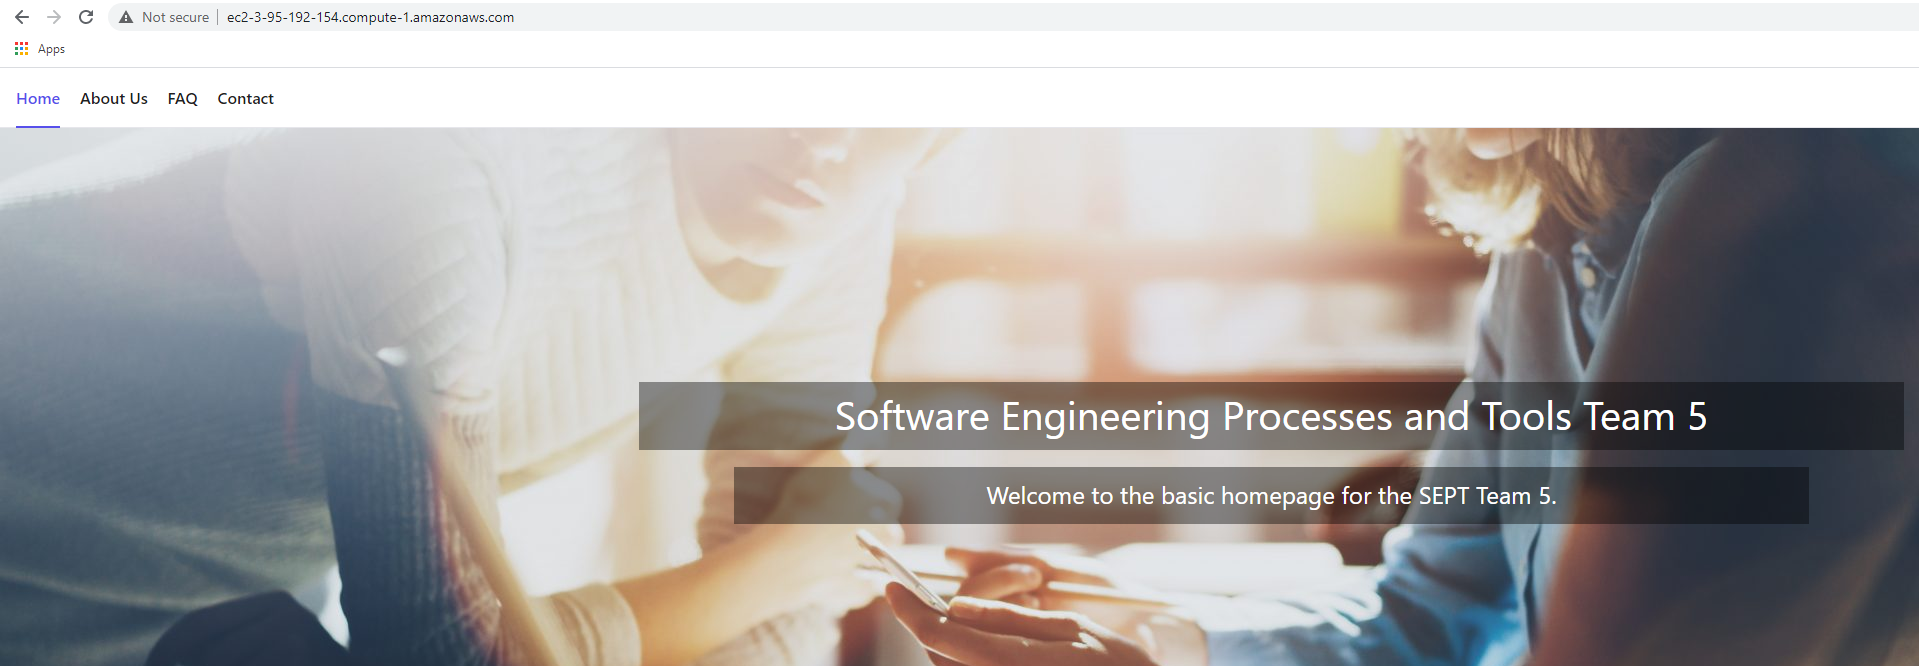 Not secure | ec2-3-95-192-154.compute-1.amazonaws.com
Apps
Home About Us FAQ Contact
Software Engineering Processes and Tools Team 5
Welcome to the basic homepage for the SEPT Team 5.